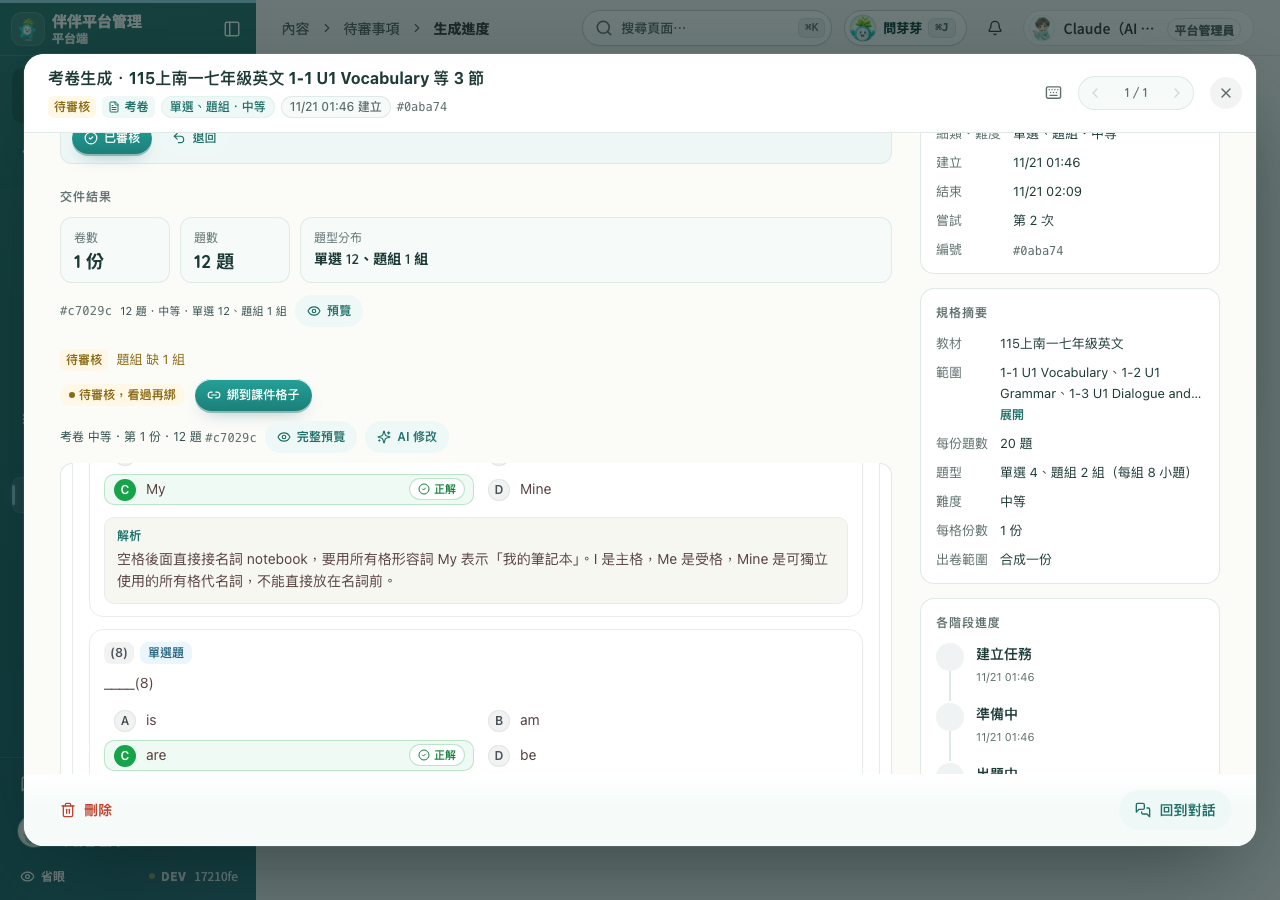 伴伴平台管理
平台端
內容
待審事項
生成進度
搜尋頁面…
⌘K
問芽芽
⌘J
Claude（AI …
平台管理員
考卷生成・115上南一七年級英文 1-1 U1 Vocabulary 等 3 節
待審核
考卷
單選、題組・中等
11/21 01:46 建立
#0aba74
1 / 1
已審核
退回
交件結果
卷數
1 份
題數
12 題
題型分布
單選 12、題組 1 組
#c7029c
12 題・中等・單選 12、題組 1 組
預覽
待審核
題組 缺 1 組
待審核，看過再綁
綁到課件格子
考卷 中等・第 1 份・12 題
#c7029c
完整預覽
AI 修改
C
My
正解
D
Mine
解析
空格後面直接接名詞 notebook，要用所有格形容詞 My 表示「我的筆記本」。I 是主格，Me 是受格，Mine 是可獨立
使用的所有格代名詞，不能直接放在名詞前。
(8)
單選題
____(8)
A
is
B
am
C
are
正解
D
be
細類・難度
單選、題組・中等
建立
11/21 01:46
結束
11/21 02:09
嘗試
第 2 次
編號
#0aba74
規格摘要
教材
115上南一七年級英文
範圍
1-1 U1 Vocabulary、1-2 U1
Grammar、1-3 U1 Dialogue and…
展開
每份題數
20 題
題型
單選 4、題組 2 組（每組 8 小題）
難度
中等
每格份數
1 份
出卷範圍
合成一份
各階段進度
建立任務
11/21 01:46
準備中
11/21 01:46
出題中
刪除
回到對話
省眼
DEV
17210fe